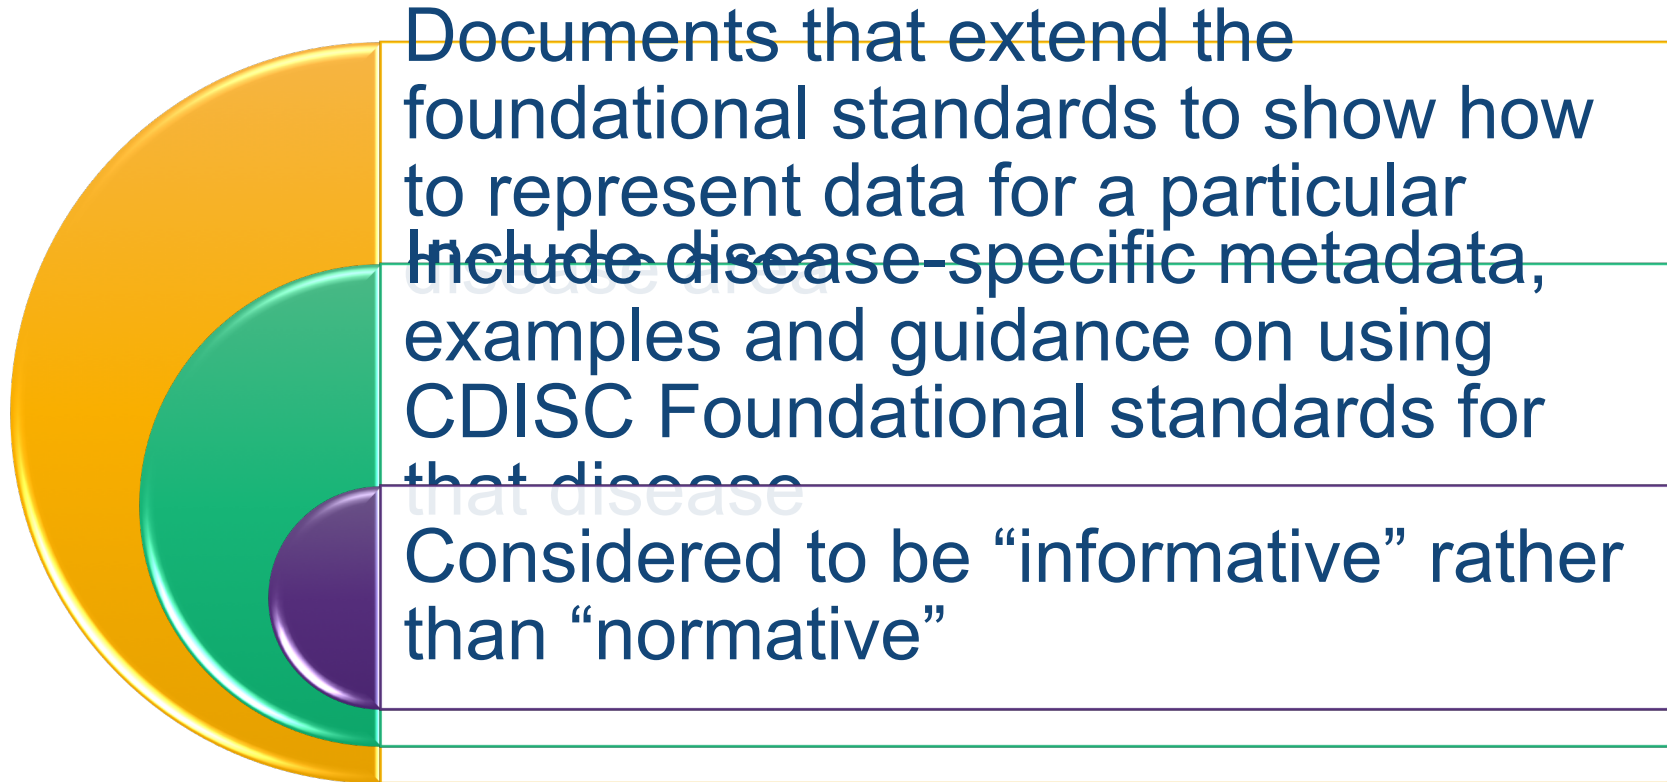 Documents that extend the
foundational standards to show how
to represent data for a particular
disease area
Include disease-specific metadata,
examples and guidance on using
CDISC Foundational standards for
that disease
Considered to be “informative” rather
than “normative”